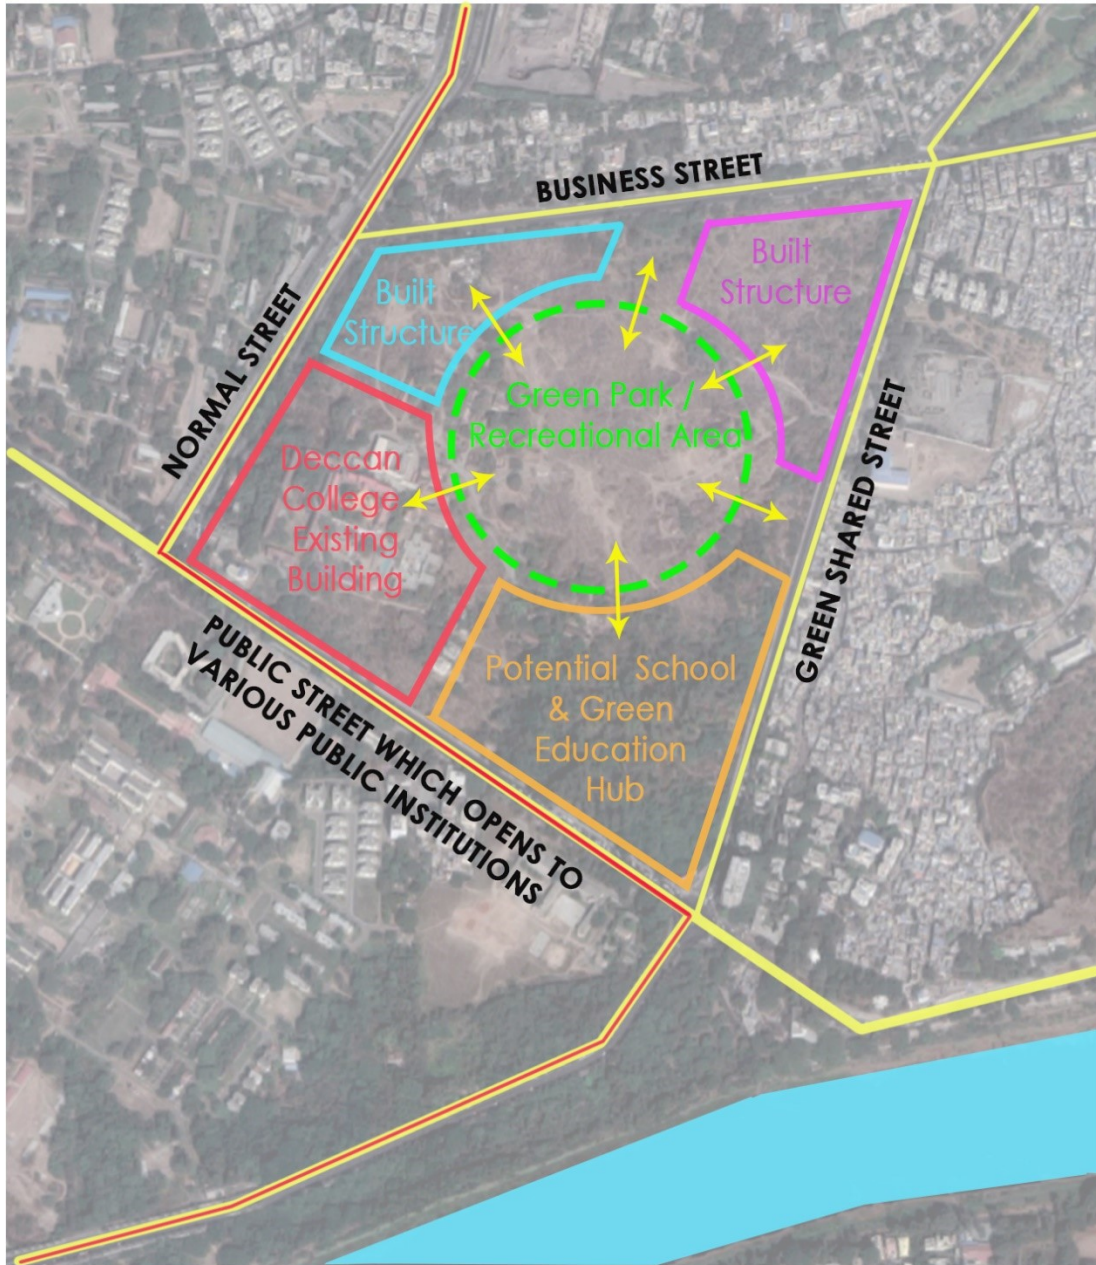 BUSINESS STREET
Built
Structure
Built
Structure
NORMAL STREET
Green Park /
Recreational Area
GREEN SHARED STREET
Deccan
College
Existing
Building
PUBLIC STREET WHICH OPENS TO
VARIOUS PUBLIC INSTITUTIONS
Potential School
& Green
Education
Hub